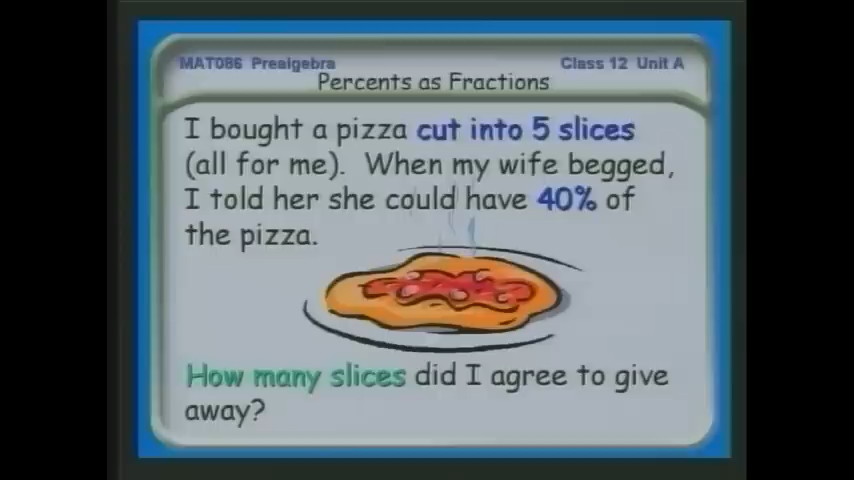 MAT086 Prealgebra
Class 12 Unit A
Percents as Fractions
I bought a pizza cut into 5 slices
(all for me). When my wife begged,
I told her she could have 40% of
the pizza.
How many slices did I agree to give
away?